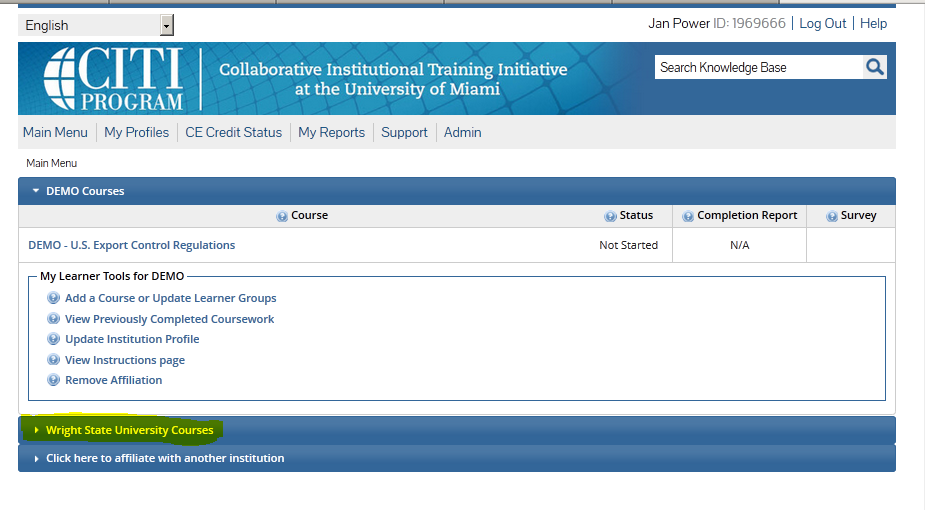 English
Jan Power ID: 1969666 | Log Out | Help
CITI
PROGRAM
Collaborative Institutional Training Initiative
at the University of Miami
Search Knowledge Base
Main Menu | My Profiles | CE Credit Status | My Reports | Support | Admin
Main Menu
DEMO Courses
Course Status Completion Report Survey
DEMO - U.S. Export Control Regulations Not Started N/A
My Learner Tools for DEMO
Add a Course or Update Learner Groups
View Previously Completed Coursework
Update Institution Profile
View Instructions page
Remove Affiliation
Wright State University Courses
Click here to affiliate with another institution